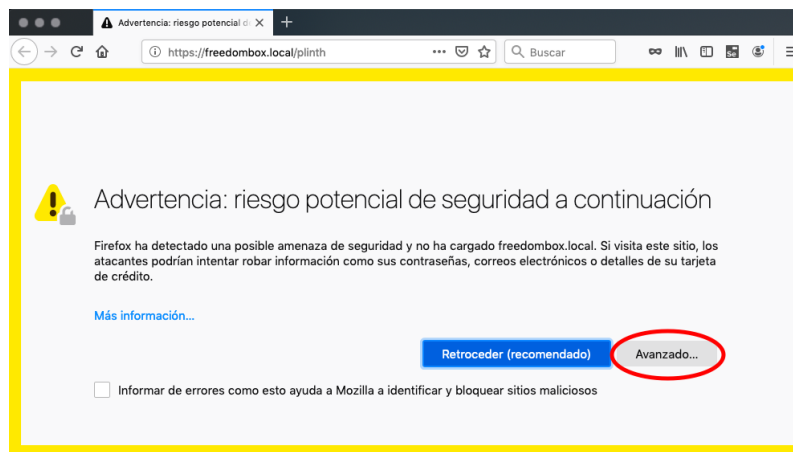 Advertencia: riesgo potencial de
https://freedombox.local/plinth
Buscar
Advertencia: riesgo potencial de seguridad a continuación
Firefox ha detectado una posible amenaza de seguridad y no ha cargado freedombox.local. Si visita este sitio, los
atacantes podrían intentar robar información como sus contraseñas, correos electrónicos o detalles de su tarjeta
de crédito.
Más información...
Retroceder (recomendado)
Avanzado...
Informar de errores como esto ayuda a Mozilla a identificar y bloquear sitios maliciosos